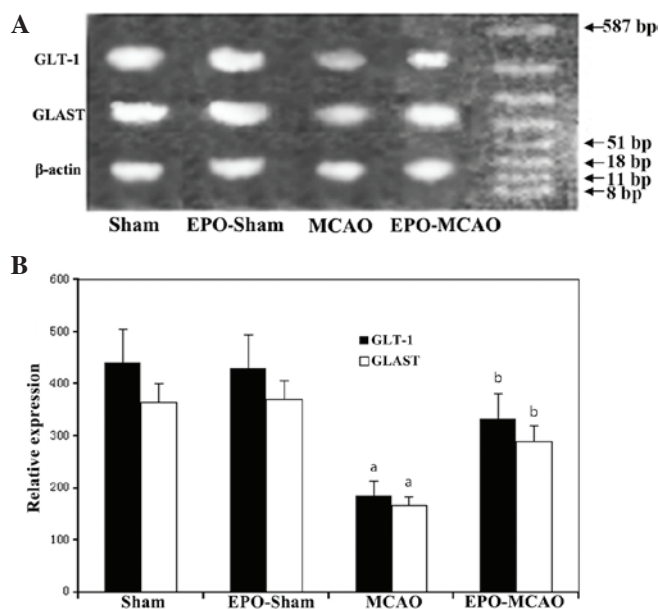 A
GLT-1
GLAST
β-actin
587 bp
51 bp
18 bp
11 bp
8 bp
Sham EPO-Sham MCAO EPO-MCAO
B
600
500
400
300
200
100
0
Relative expression
GLT-1
GLAST
a a
b b
Sham EPO-Sham MCAO EPO-MCAO